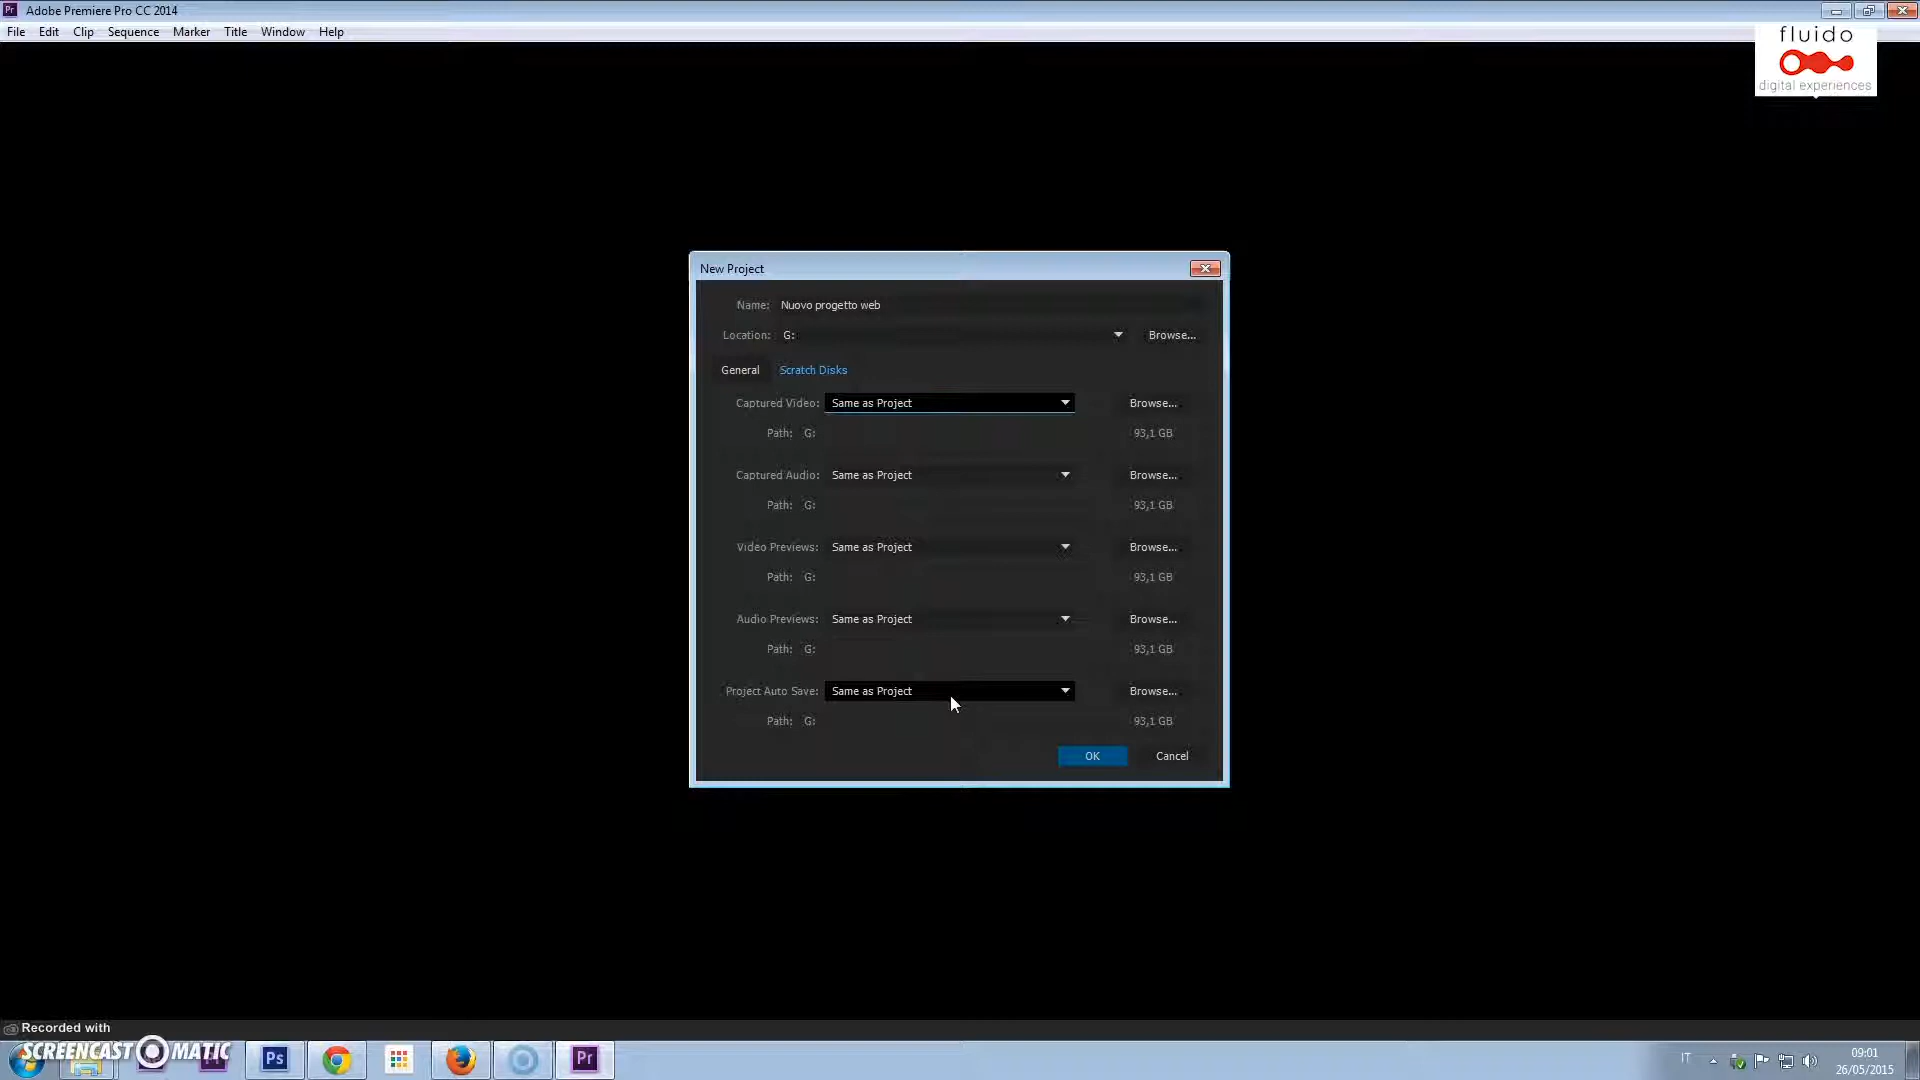 Pr Adobe Premiere Pro CC 2014
File Edit Clip Sequence Marker Title Window Help
fluido
digital experiences
New Project
Name: Nuovo progetto web
Location: G: Browse...
General Scratch Disks
Captured Video: Same as Project Browse...
Path: G: 93,1 GB
Captured Audio: Same as Project Browse...
Path: G: 93,1 GB
Video Previews: Same as Project Browse...
Path: G: 93,1 GB
Audio Previews: Same as Project Browse...
Path: G: 93,1 GB
Project Auto Save: Same as Project Browse...
Path: G: 93,1 GB
OK Cancel
Recorded with
SCREENCAST MATIC
Ps Pr
IT
09:01
26/05/2015